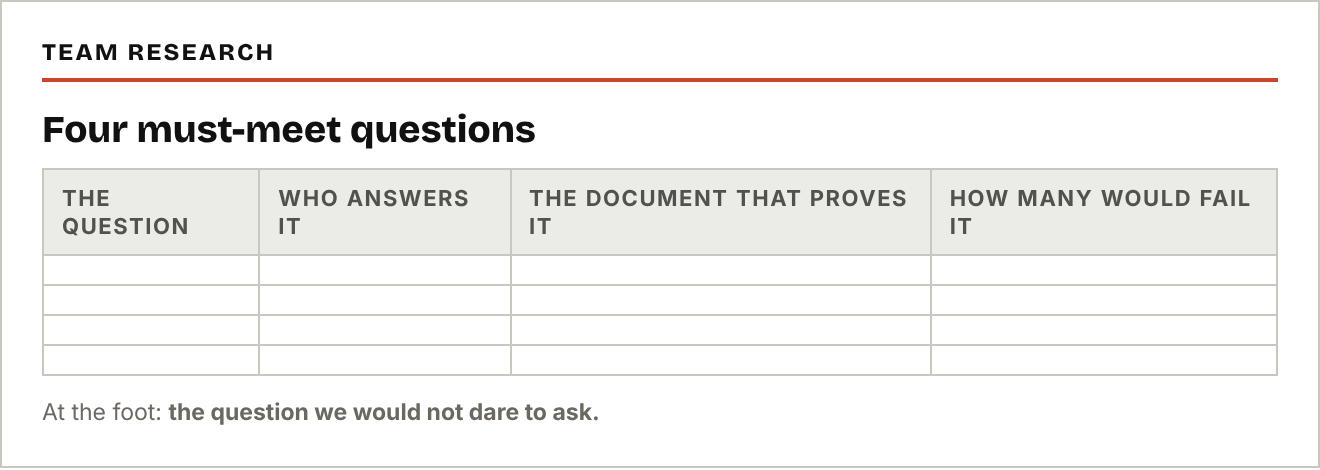 TEAM RESEARCH
Four must-meet questions
THE QUESTION
WHO ANSWERS IT
THE DOCUMENT THAT PROVES IT
HOW MANY WOULD FAIL IT
At the foot: the question we would not dare to ask.